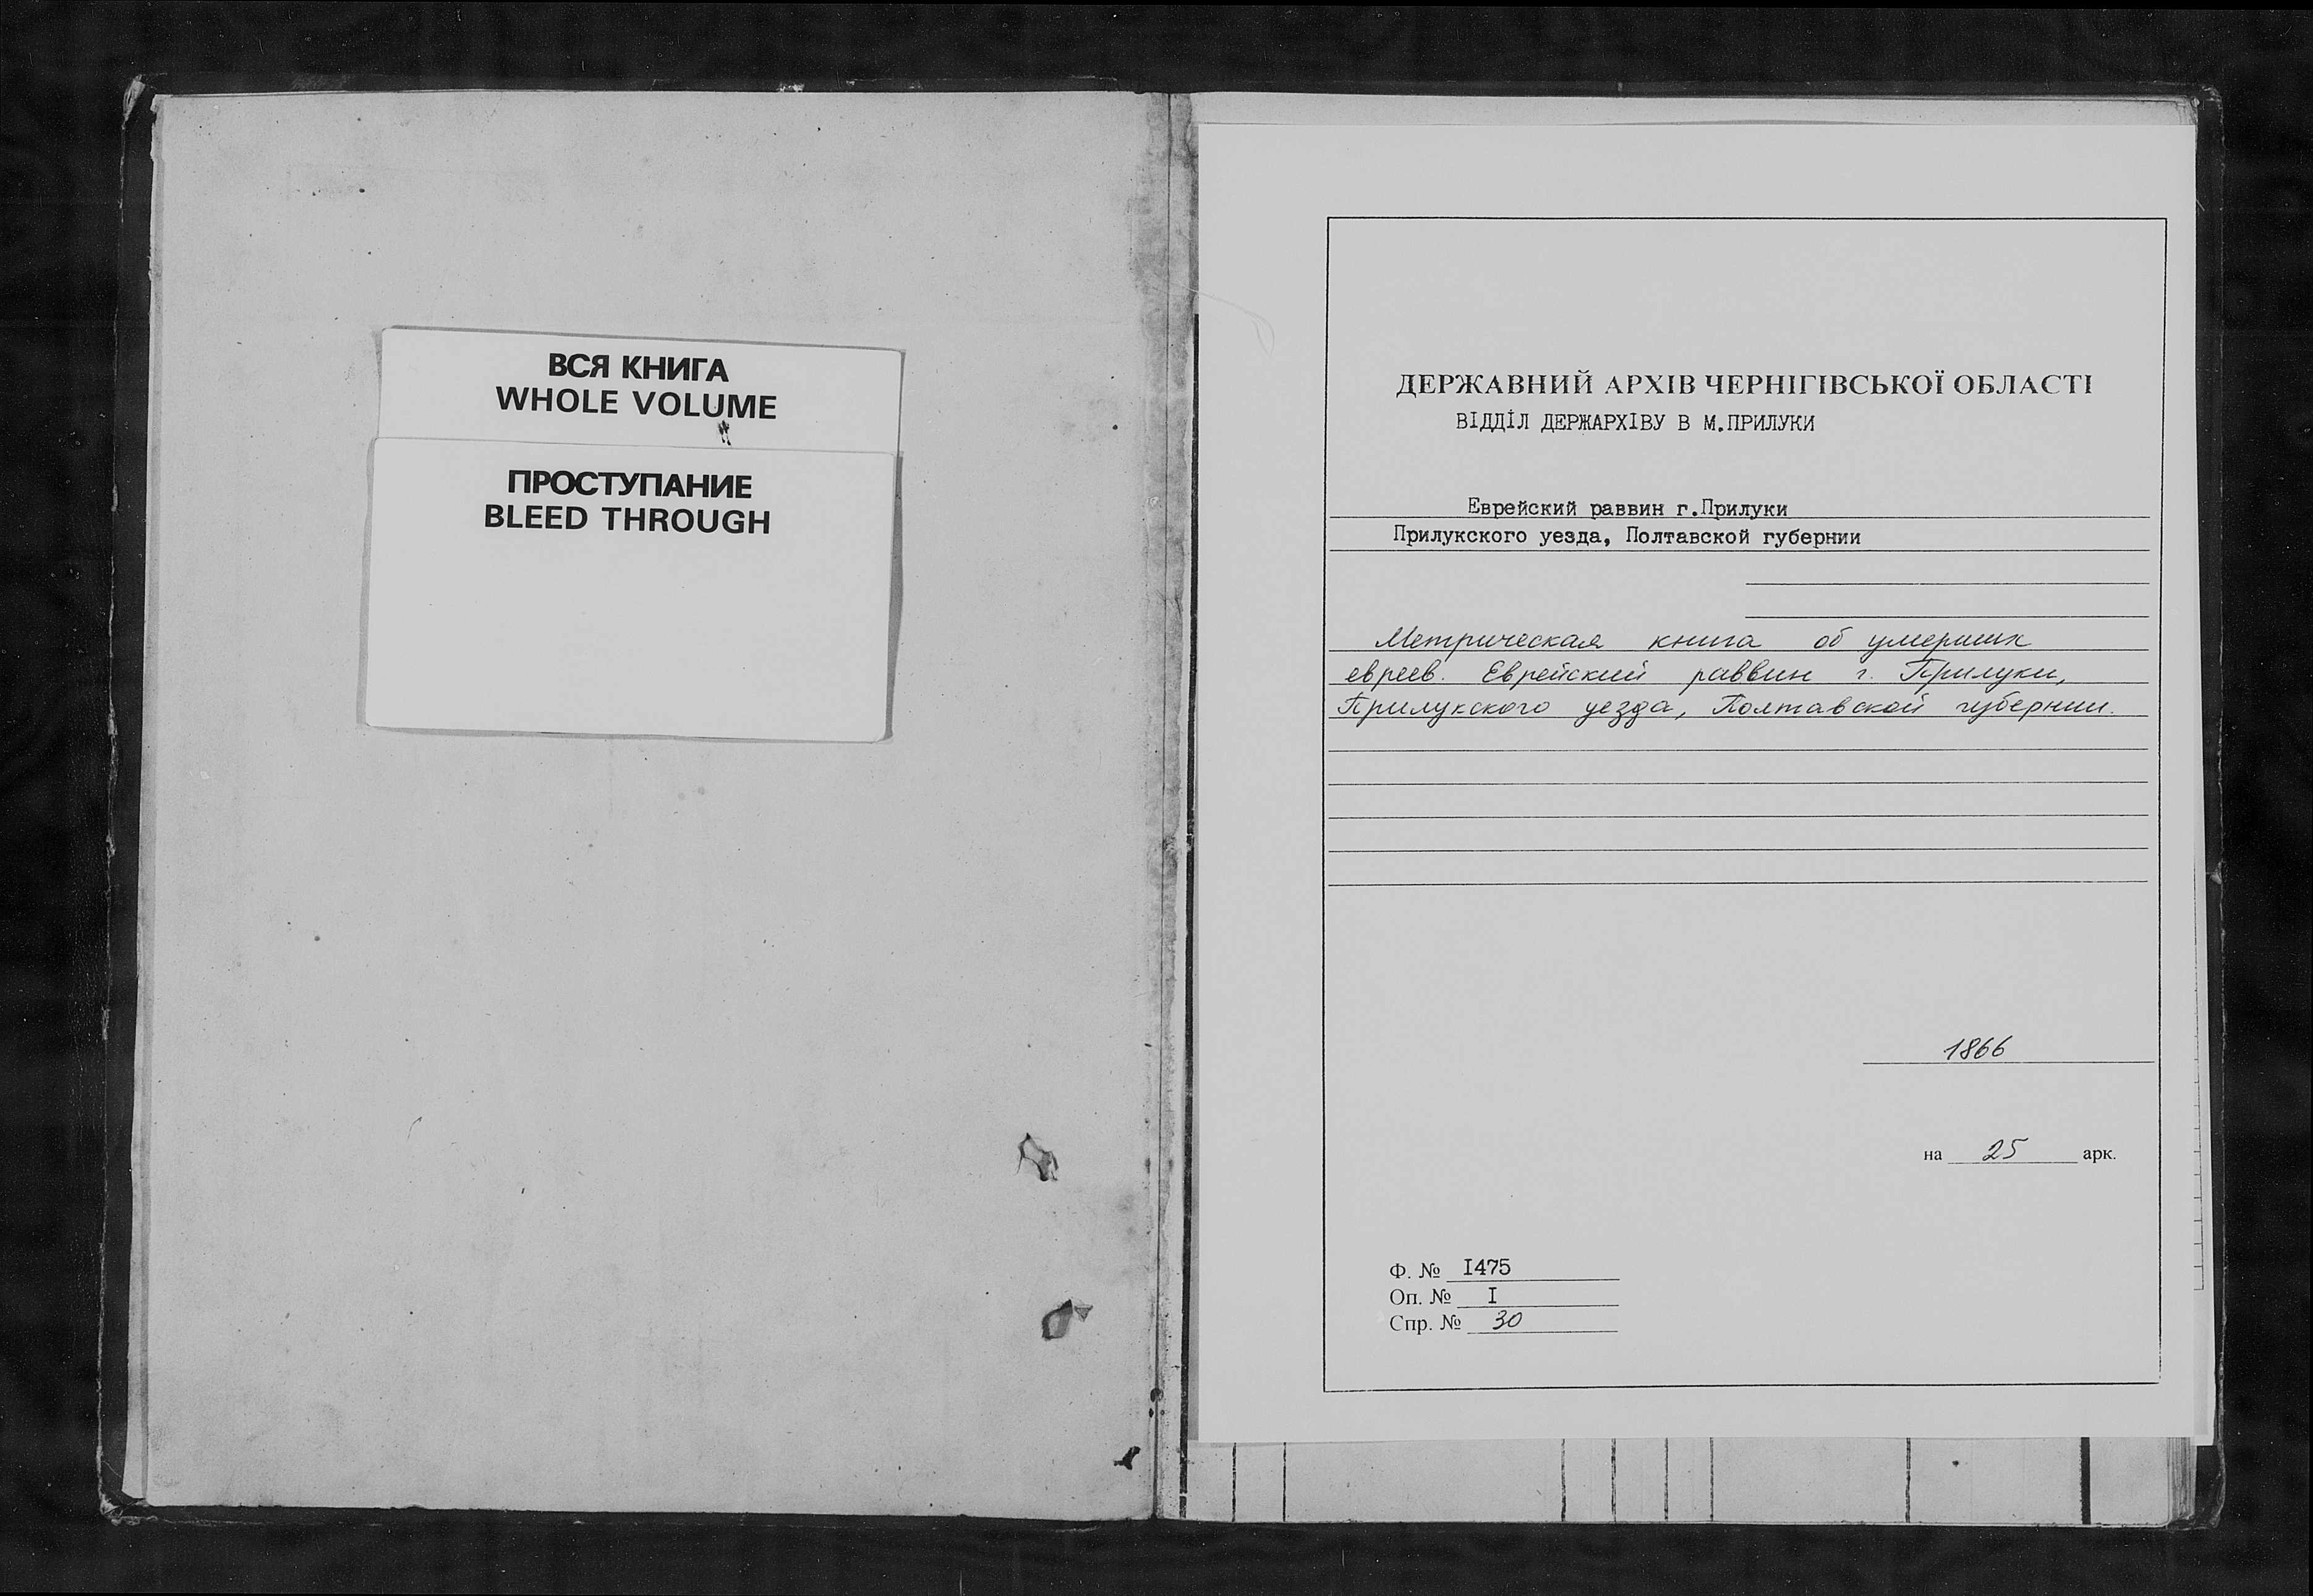 ВСЯ КНИГА
WHOLE VOLUME
ПРОСТУПАНИЕ
BLEED THROUGH
ДЕРЖАВНИЙ АРХІВ ЧЕРНІГІВСЬКОЇ ОБЛАСТІ
ВІДДІЛ ДЕРЖАРХІВУ В М.ПРИЛУКИ
Еврейский раввин г.Прилуки
Прилукского уезда, Полтавской губернии
Метрическая книга об умерших
евреев. Еврейский раввин г. Прилуки,
Прилукского уезда, Полтавской губернии.
1866
на 25 арк.
Ф. № I475
Оп. № I
Спр. № 30